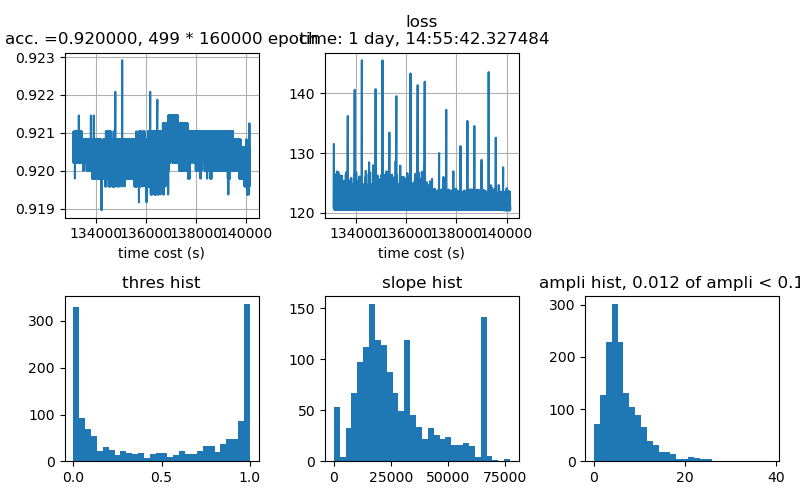 loss
acc. =0.920000, 499 * 160000 epoch
time: 1 day, 14:55:42.327484
0.923
0.922
0.921
0.920
0.919
134000 136000 138000 140000
time cost (s)
140
130
120
134000 136000 138000 140000
time cost (s)
thres hist
300
200
100
0
0.0 0.5 1.0
slope hist
150
100
50
0
0 25000 50000 75000
ampli hist, 0.012 of ampli < 0.1
300
200
100
0
0 20 40